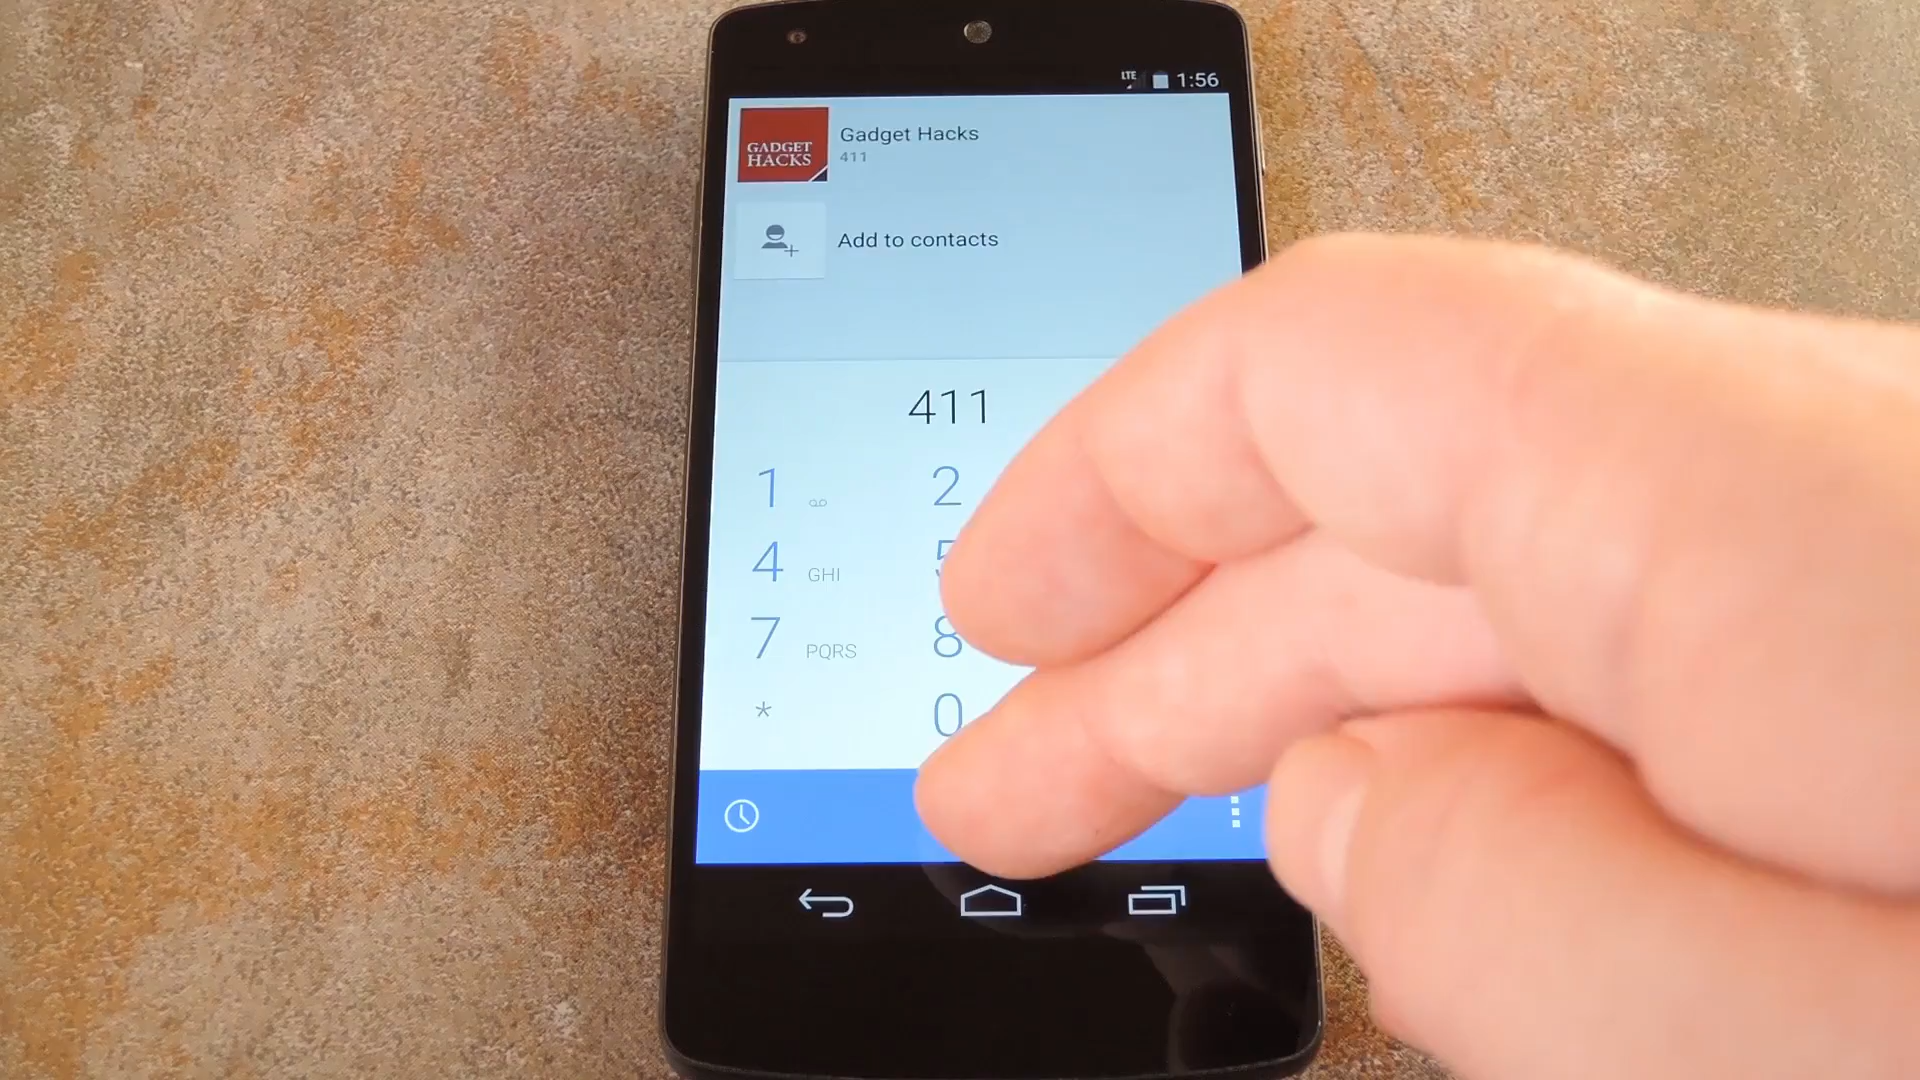 LTE 1:56
GADGET
HACKS
Gadget Hacks
411
Add to contacts
411
1 2
4 GHI 5
7 PQRS 8
* 0